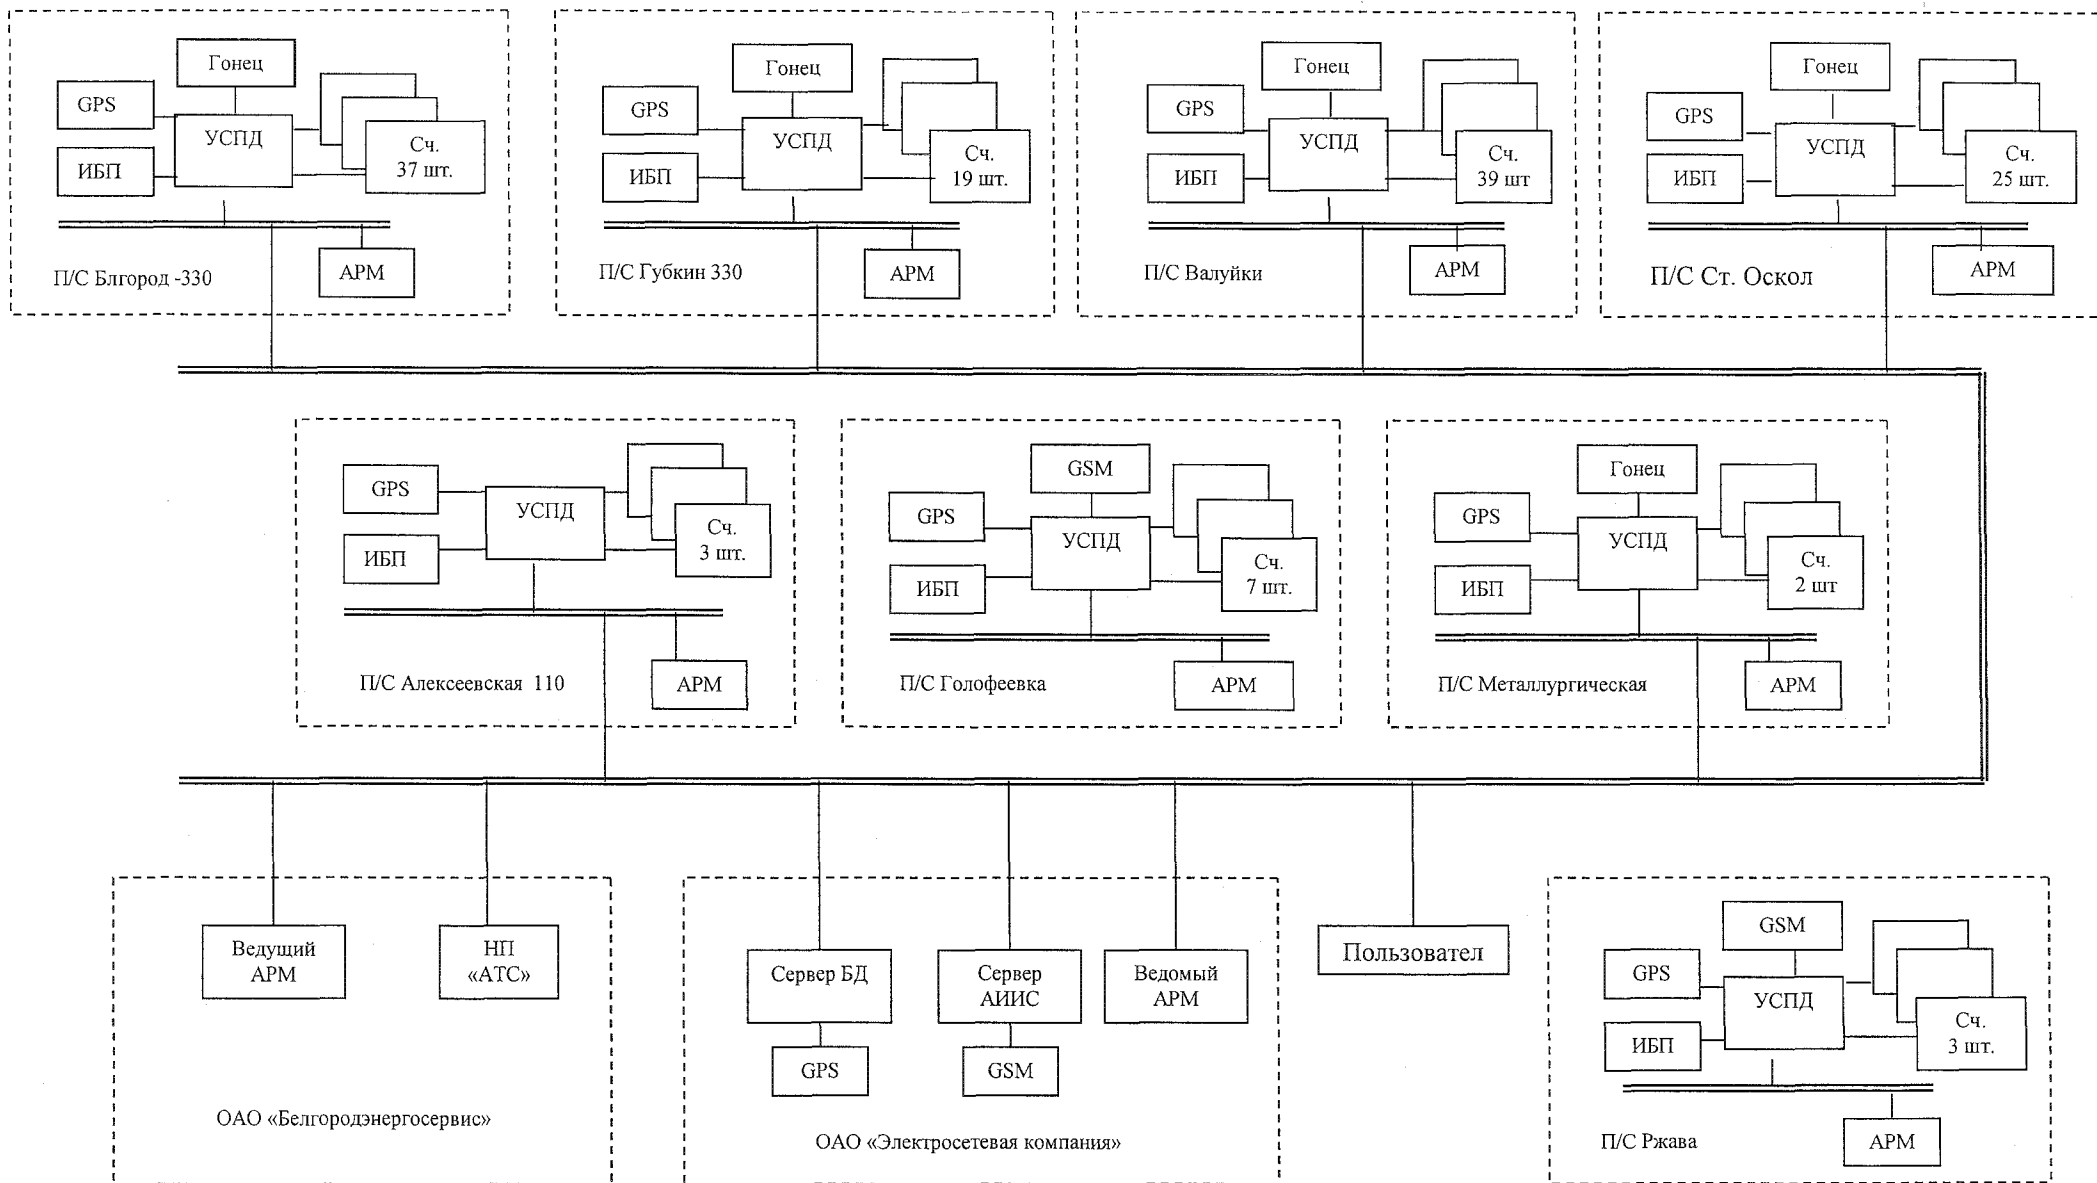 Гонец
GPS
УСПД
ИБП
Сч.
37 шт.
АРМ
П/С Блгород -330
Гонец
GPS
УСПД
ИБП
Сч.
19 шт.
АРМ
П/С Губкин 330
Гонец
GPS
УСПД
ИБП
Сч.
39 шт
АРМ
П/С Валуйки
Гонец
GPS
УСПД
ИБП
Сч.
25 шт.
АРМ
П/С Ст. Оскол
GPS
УСПД
ИБП
Сч.
3 шт.
П/С Алексеевская 110
АРМ
GSM
GPS
УСПД
ИБП
Сч.
7 шт.
П/С Голофеевка
АРМ
Гонец
GPS
УСПД
ИБП
Сч.
2 шт
П/С Металлургическая
АРМ
Ведущий
АРМ
НП
«АТС»
ОАО «Белгородэнергосервис»
Сервер БД
Сервер
АИИС
Ведомый
АРМ
GPS
GSM
ОАО «Электросетевая компания»
Пользовател
GSM
GPS
УСПД
ИБП
Сч.
3 шт.
П/С Ржава
АРМ